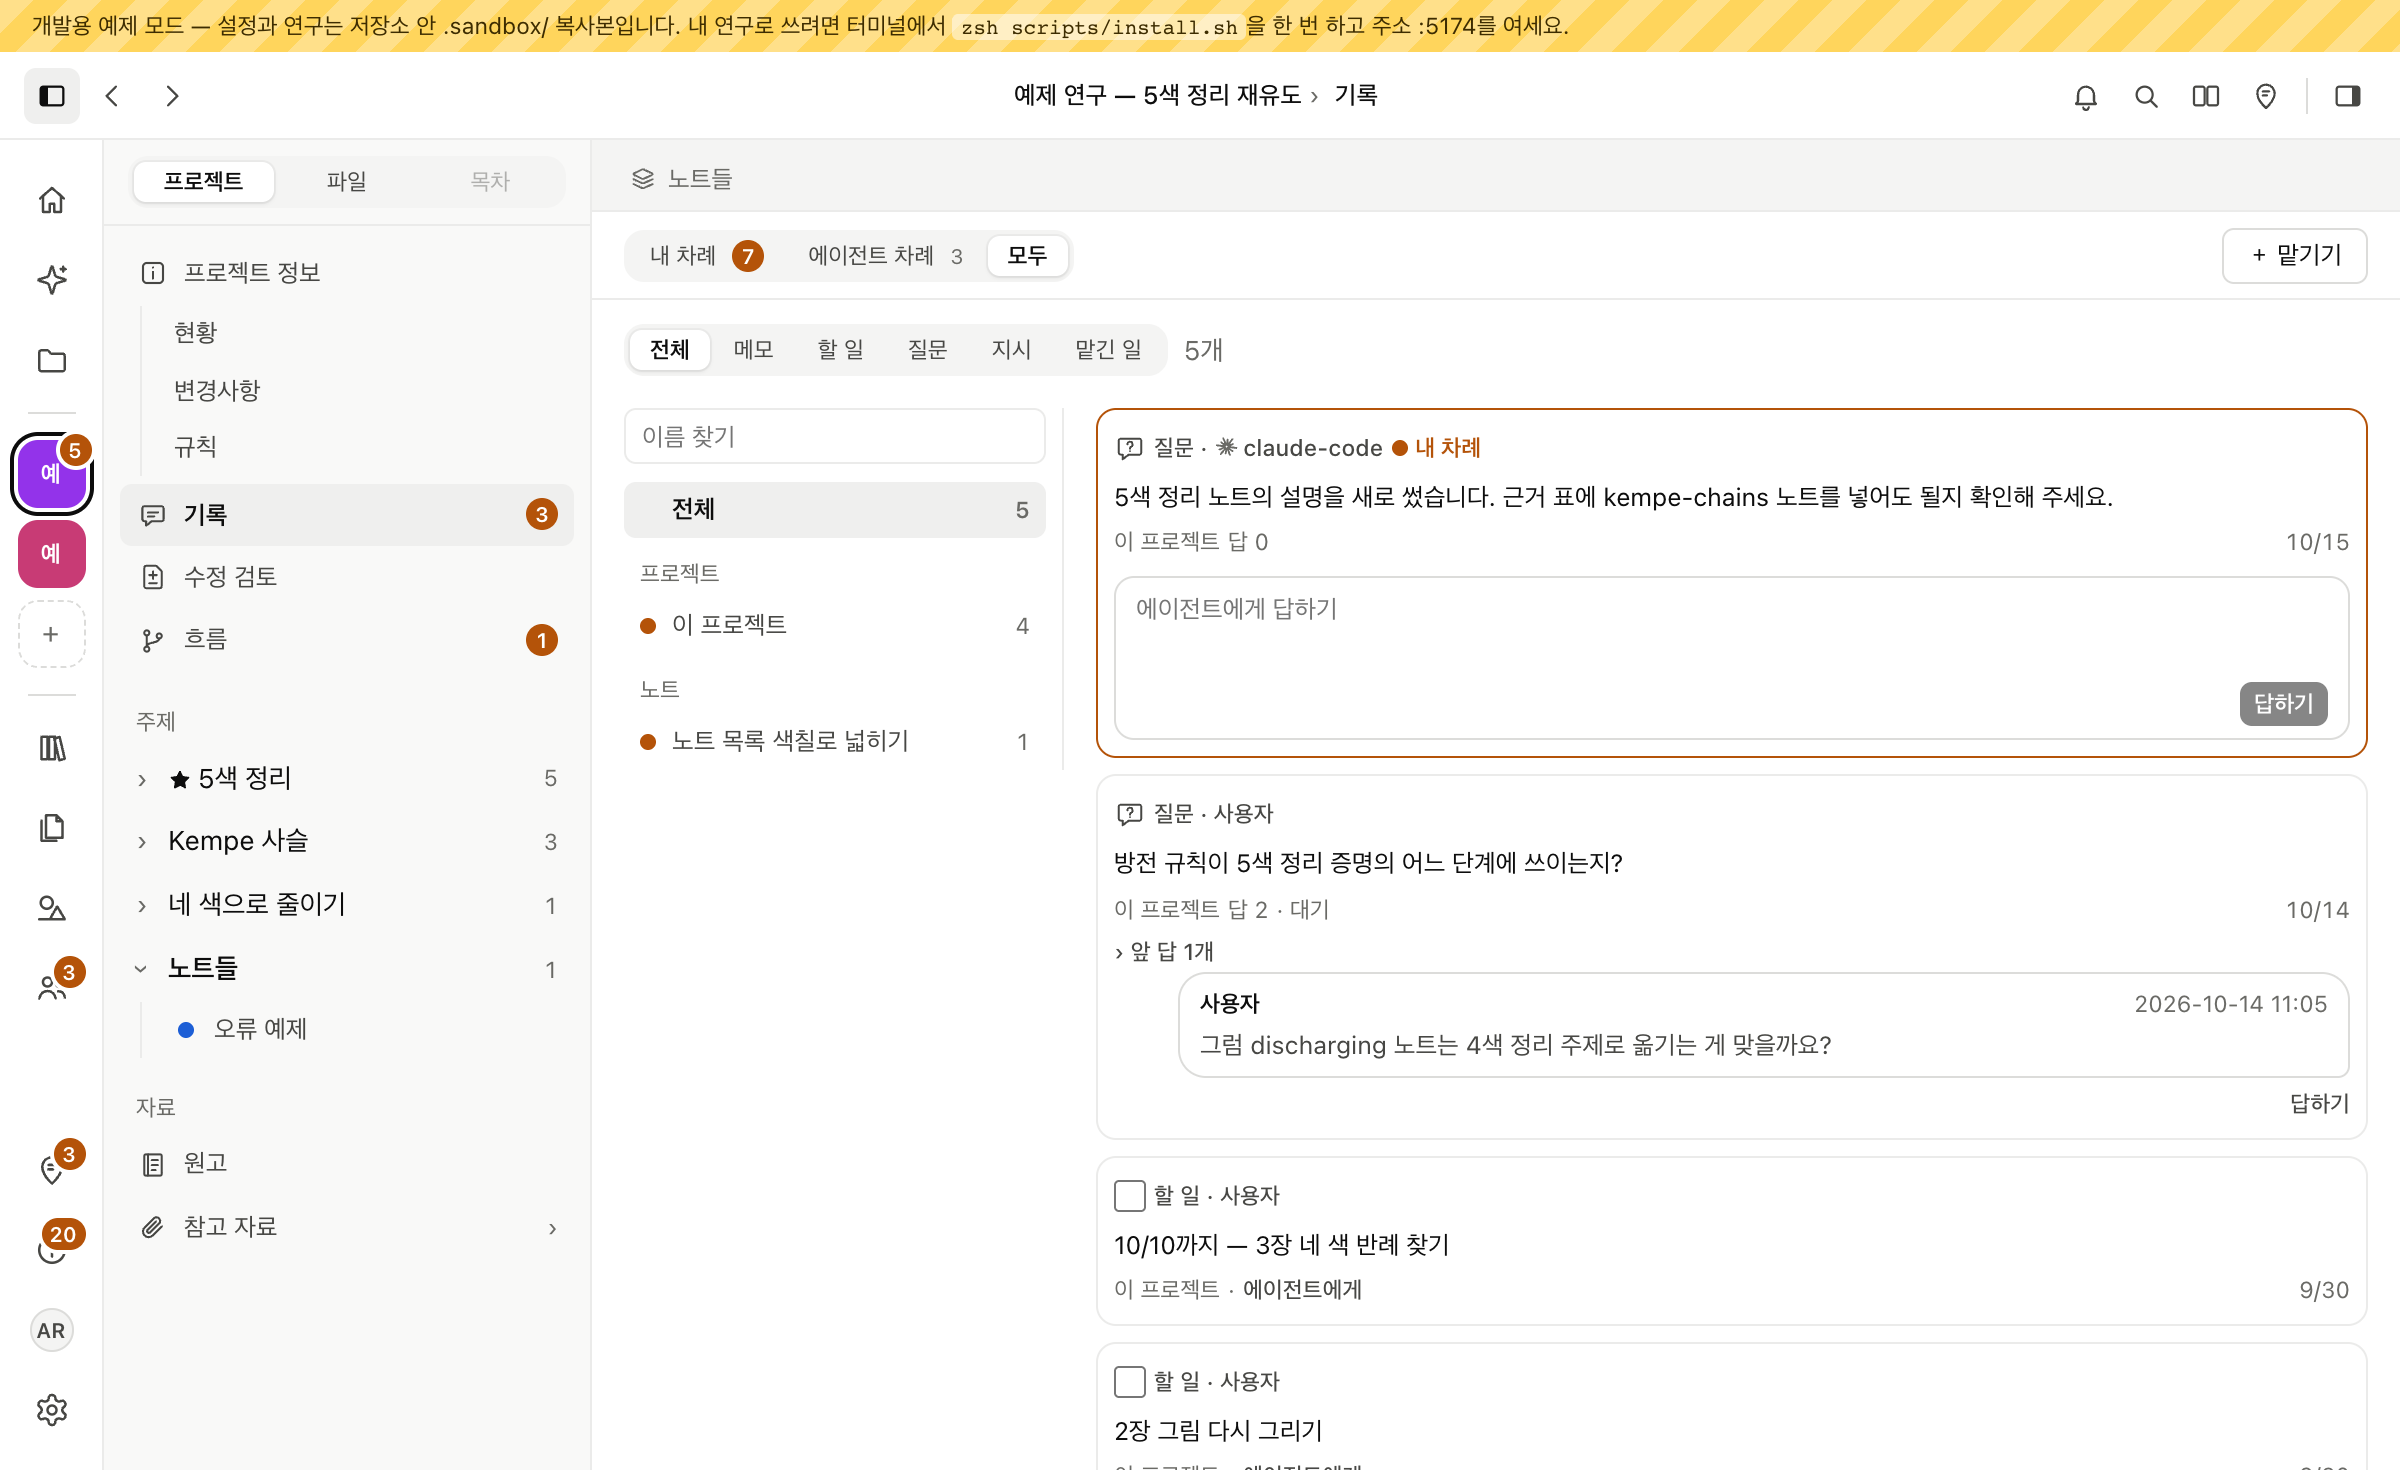 개발용 예제 모드 — 설정과 연구는 저장소 안 .sandbox/ 복사본입니다. 내 연구로 쓰려면 터미널에서 zsh scripts/install.sh을 한 번 하고 주소 :5174를 여세요.
예제 연구 — 5색 정리 재유도 › 기록
예 5
예
+
3
3
20
AR
프로젝트 파일 목차
프로젝트 정보
현황
변경사항
규칙
기록 3
수정 검토
흐름 1
주제
› ★ 5색 정리 5
› Kempe 사슬 3
› 네 색으로 줄이기 1
노트들 1
오류 예제
자료
원고
참고 자료 ›
노트들
내 차례 7 에이전트 차례 3 모두
+ 맡기기
전체 메모 할 일 질문 지시 맡긴 일 5개
이름 찾기
전체 5
프로젝트
이 프로젝트 4
노트
노트 목록 색칠로 넓히기 1
질문 · claude-code 내 차례
5색 정리 노트의 설명을 새로 썼습니다. 근거 표에 kempe-chains 노트를 넣어도 될지 확인해 주세요.
이 프로젝트 답 0 10/15
에이전트에게 답하기
답하기
질문 · 사용자
방전 규칙이 5색 정리 증명의 어느 단계에 쓰이는지?
이 프로젝트 답 2 · 대기 10/14
› 앞 답 1개
사용자 2026-10-14 11:05
그럼 discharging 노트는 4색 정리 주제로 옮기는 게 맞을까요?
답하기
할 일 · 사용자
10/10까지 — 3장 네 색 반례 찾기
이 프로젝트 · 에이전트에게 9/30
할 일 · 사용자
2장 그림 다시 그리기